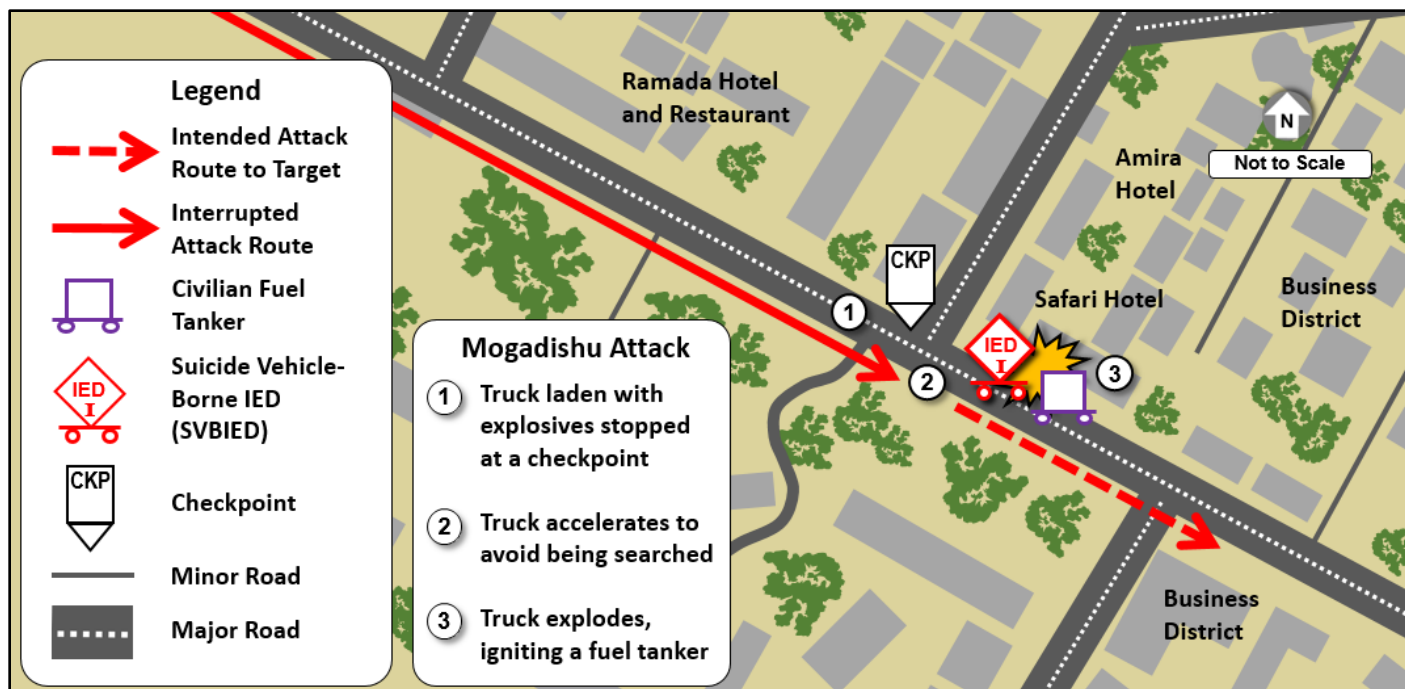 Legend
Intended Attack
Route to Target
Interrupted
Attack Route
Civilian Fuel
Tanker
IED
I
Suicide Vehicle-
Borne IED
(SVBIED)
CKP
Checkpoint
Minor Road
Major Road
Mogadishu Attack
1
Truck laden with
explosives stopped
at a checkpoint
2
Truck accelerates to
avoid being searched
3
Truck explodes,
igniting a fuel tanker
Ramada Hotel
and Restaurant
N
Not to Scale
Amira
Hotel
CKP
Safari Hotel
Business
District
1
IED
I
3
2
Business
District